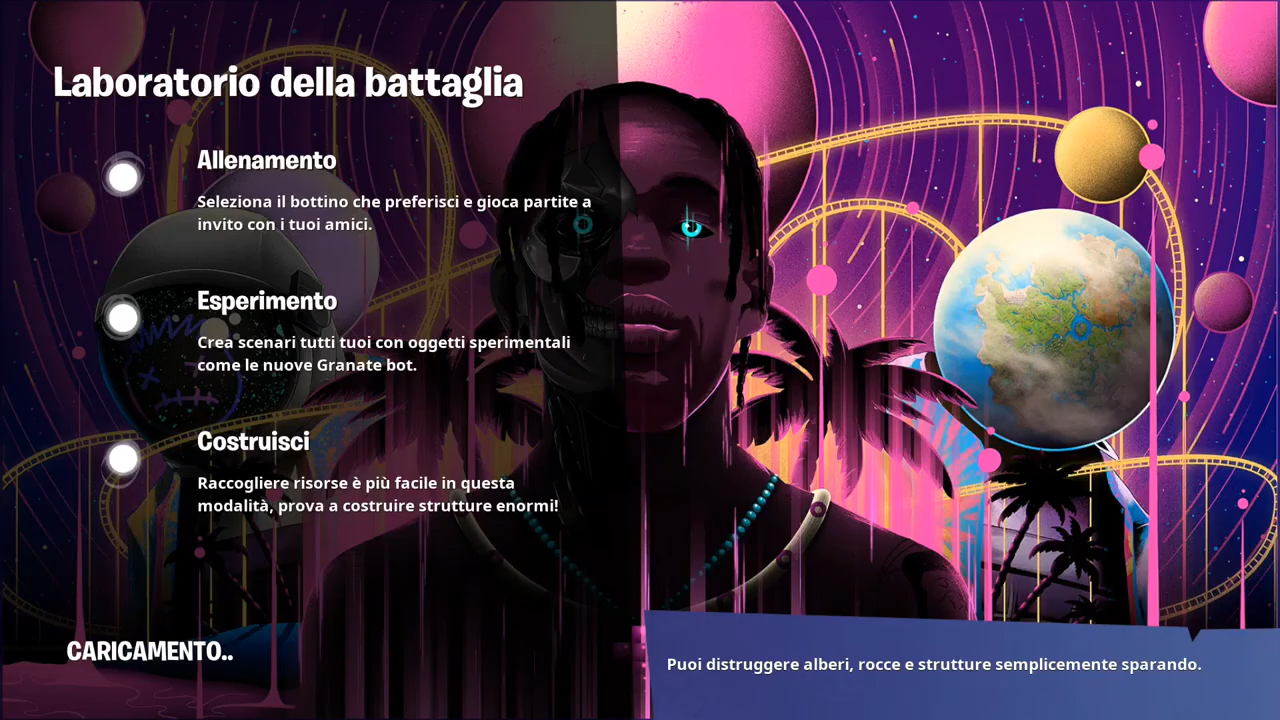 Laboratorio della battaglia
Allenamento
Seleziona il bottino che preferisci e gioca partite a
invito con i tuoi amici.
Esperimento
Crea scenari tutti tuoi con oggetti sperimentali
come le nuove Granate bot.
Costruisci
Raccogliere risorse è più facile in questa
modalità, prova a costruire strutture enormi!
CARICAMENTO..
Puoi distruggere alberi, rocce e strutture semplicemente sparando.